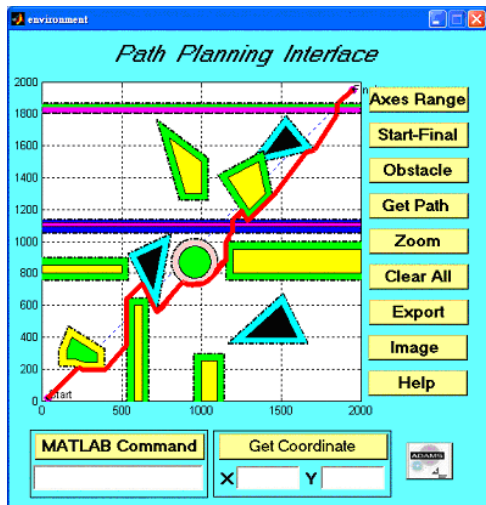 environment
Path Planning Interface
2000
1800
1600
1400
1200
1000
800
600
400
200
0
0 500 1000 1500 2000
Start
Axes Range
Start-Final
Obstacle
Get Path
Zoom
Clear All
Export
Image
Help
MATLAB Command
Get Coordinate
X
Y
ADAMS